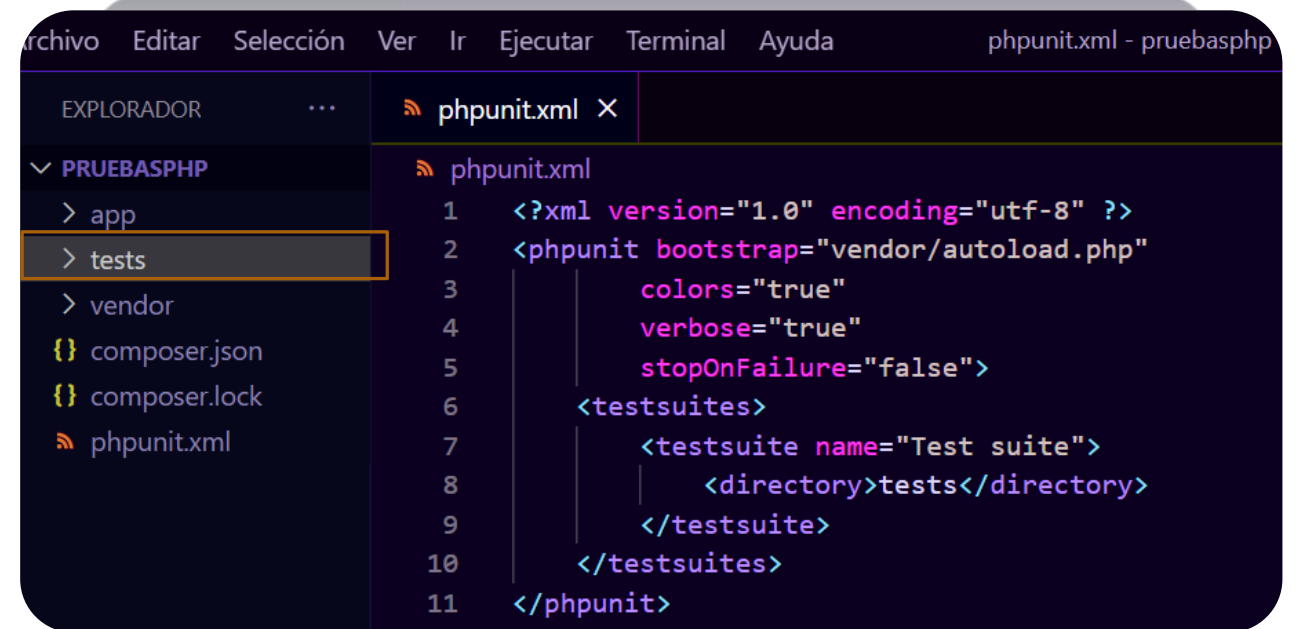 Archivo Editar Selección Ver Ir Ejecutar Terminal Ayuda phpunit.xml - pruebasphp
EXPLORADOR ···
PRUEBASPHP
app
tests
vendor
{} composer.json
{} composer.lock
phpunit.xml
phpunit.xml ×
phpunit.xml
1 <?xml version="1.0" encoding="utf-8" ?>
2 <phpunit bootstrap="vendor/autoload.php"
3 colors="true"
4 verbose="true"
5 stopOnFailure="false">
6 <testsuites>
7 <testsuite name="Test suite">
8 <directory>tests</directory>
9 </testsuite>
10 </testsuites>
11 </phpunit>